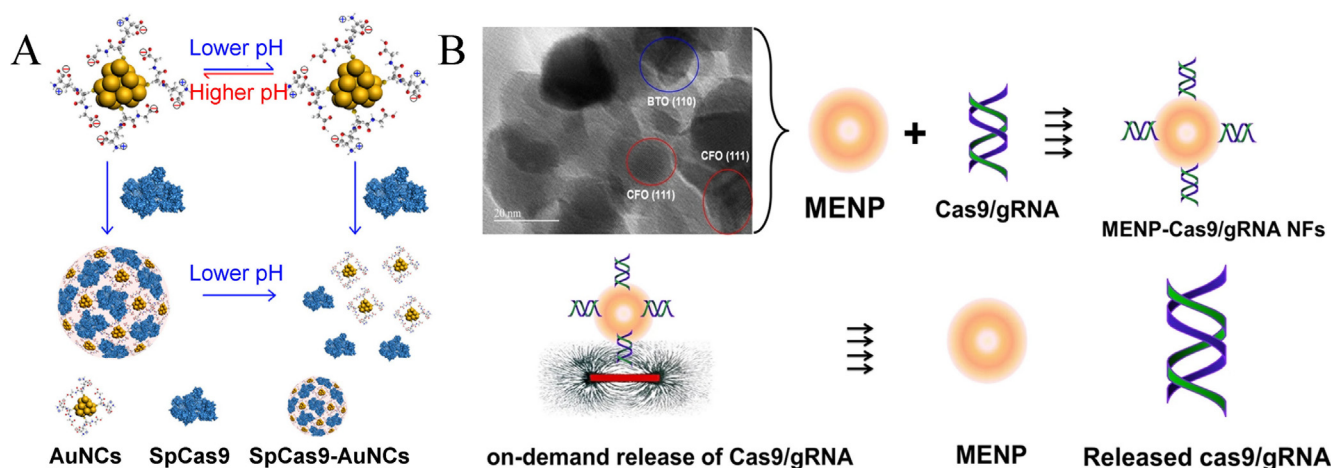 A
Lower pH
Higher pH
Lower pH
AuNCs
SpCas9
SpCas9-AuNCs
B
BTO (110)
CFO (111)
CFO (111)
20 nm
MENP
+
Cas9/gRNA
MENP-Cas9/gRNA NFs
on-demand release of Cas9/gRNA
MENP
Released cas9/gRNA